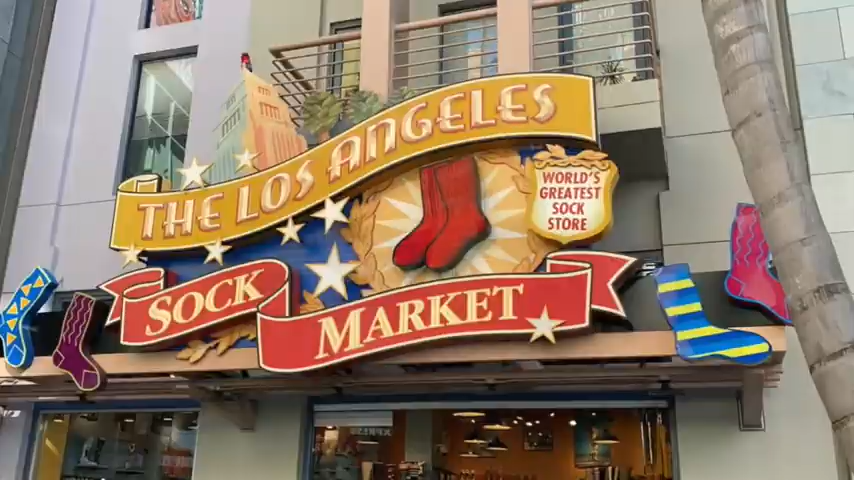 THE LOS ANGELES
WORLD'S
GREATEST
SOCK
STORE
SOCK
MARKET